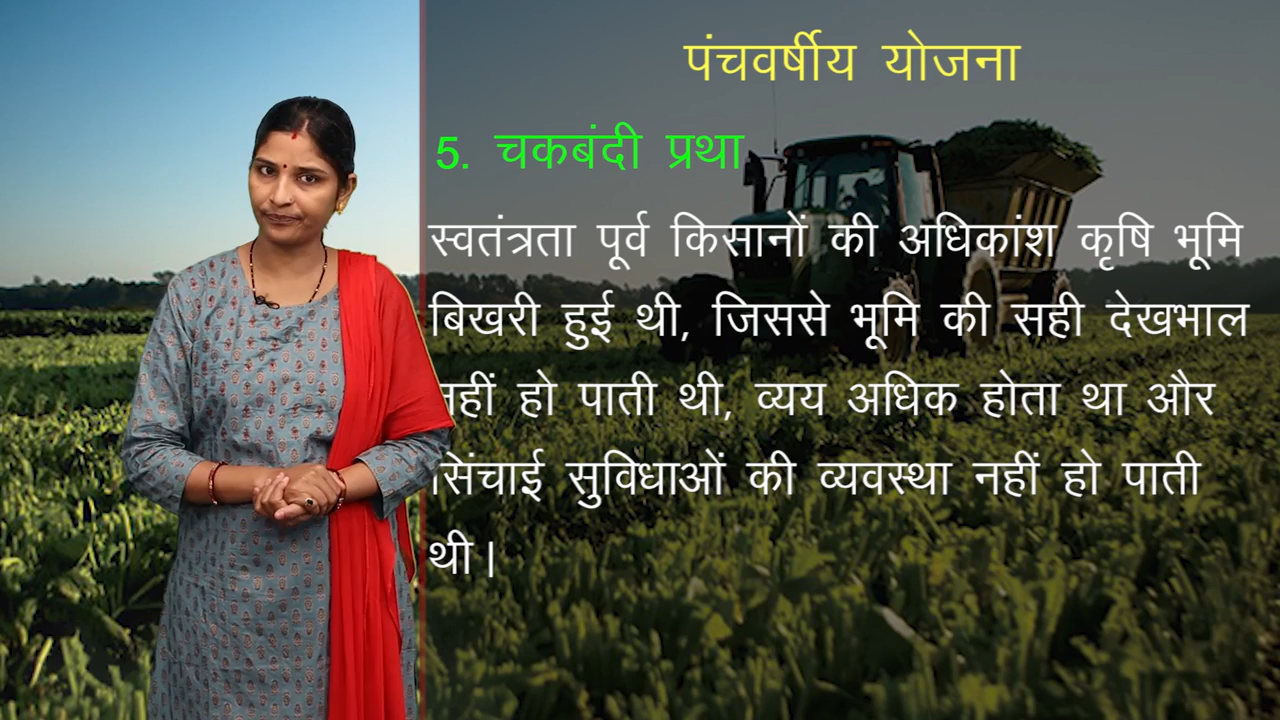 पंचवर्षीय योजना
5. चकबंदी प्रथा
स्वतंत्रता पूर्व किसानों की अधिकांश कृषि भूमि
बिखरी हुई थी, जिससे भूमि की सही देखभाल
नहीं हो पाती थी, व्यय अधिक होता था और
सिंचाई सुविधाओं की व्यवस्था नहीं हो पाती
थी।